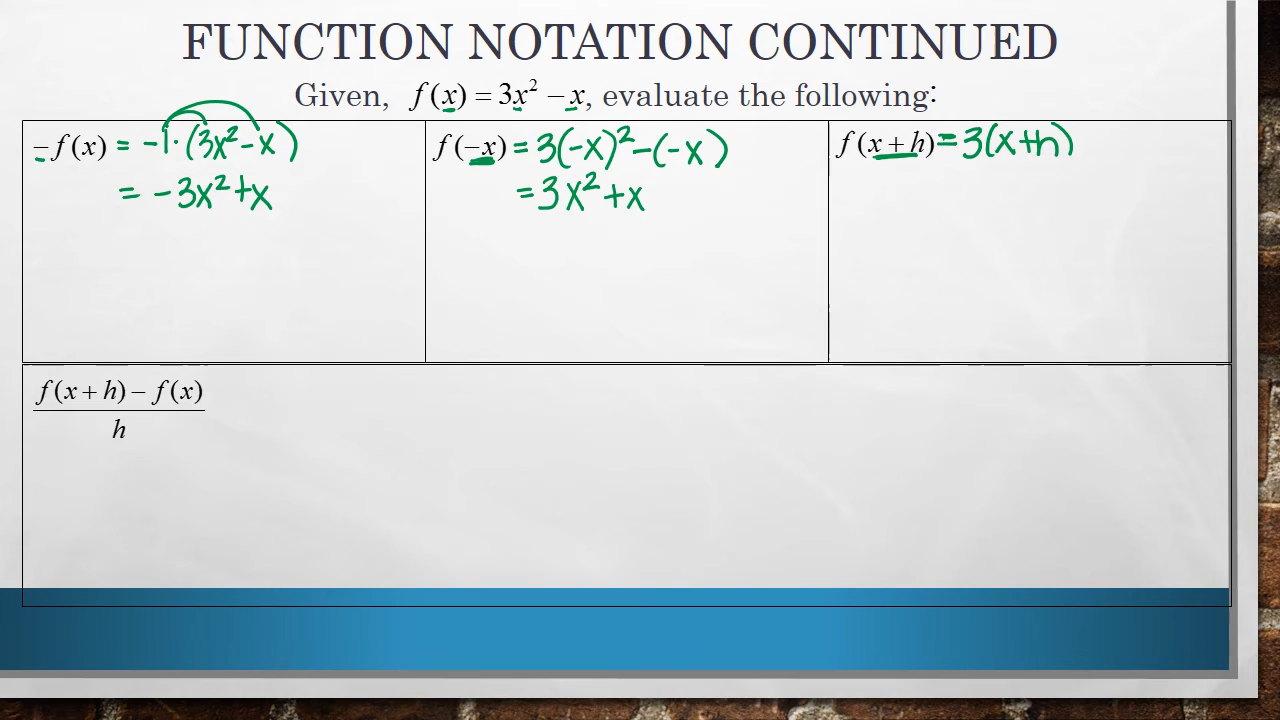 FUNCTION NOTATION CONTINUED
Given, f(x) = 3x² − x, evaluate the following:
−f(x) = −1·(3x² − x)
= −3x² + x
f(−x) = 3(−x)² − (−x)
= 3x² + x
f(x + h) = 3(x+h)
f(x + h) − f(x)
h